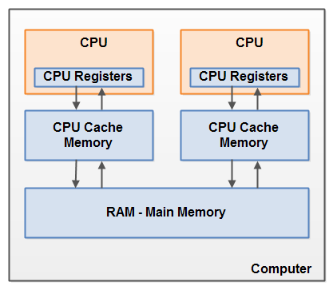 CPU
CPU
CPU Registers
CPU Registers
CPU Cache
Memory
CPU Cache
Memory
RAM - Main Memory
Computer